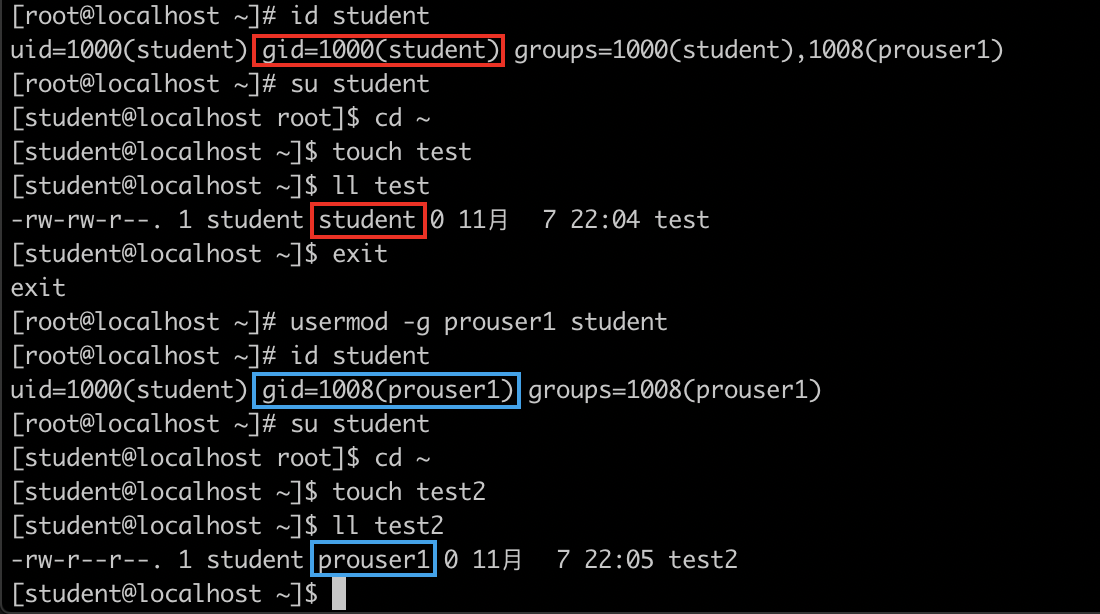 [root@localhost ~]# id student
uid=1000(student) gid=1000(student) groups=1000(student),1008(prouser1)
[root@localhost ~]# su student
[student@localhost root]$ cd ~
[student@localhost ~]$ touch test
[student@localhost ~]$ ll test
-rw-rw-r--. 1 student student 0 11月  7 22:04 test
[student@localhost ~]$ exit
exit
[root@localhost ~]# usermod -g prouser1 student
[root@localhost ~]# id student
uid=1000(student) gid=1008(prouser1) groups=1008(prouser1)
[root@localhost ~]# su student
[student@localhost root]$ cd ~
[student@localhost ~]$ touch test2
[student@localhost ~]$ ll test2
-rw-r--r--. 1 student prouser1 0 11月  7 22:05 test2
[student@localhost ~]$